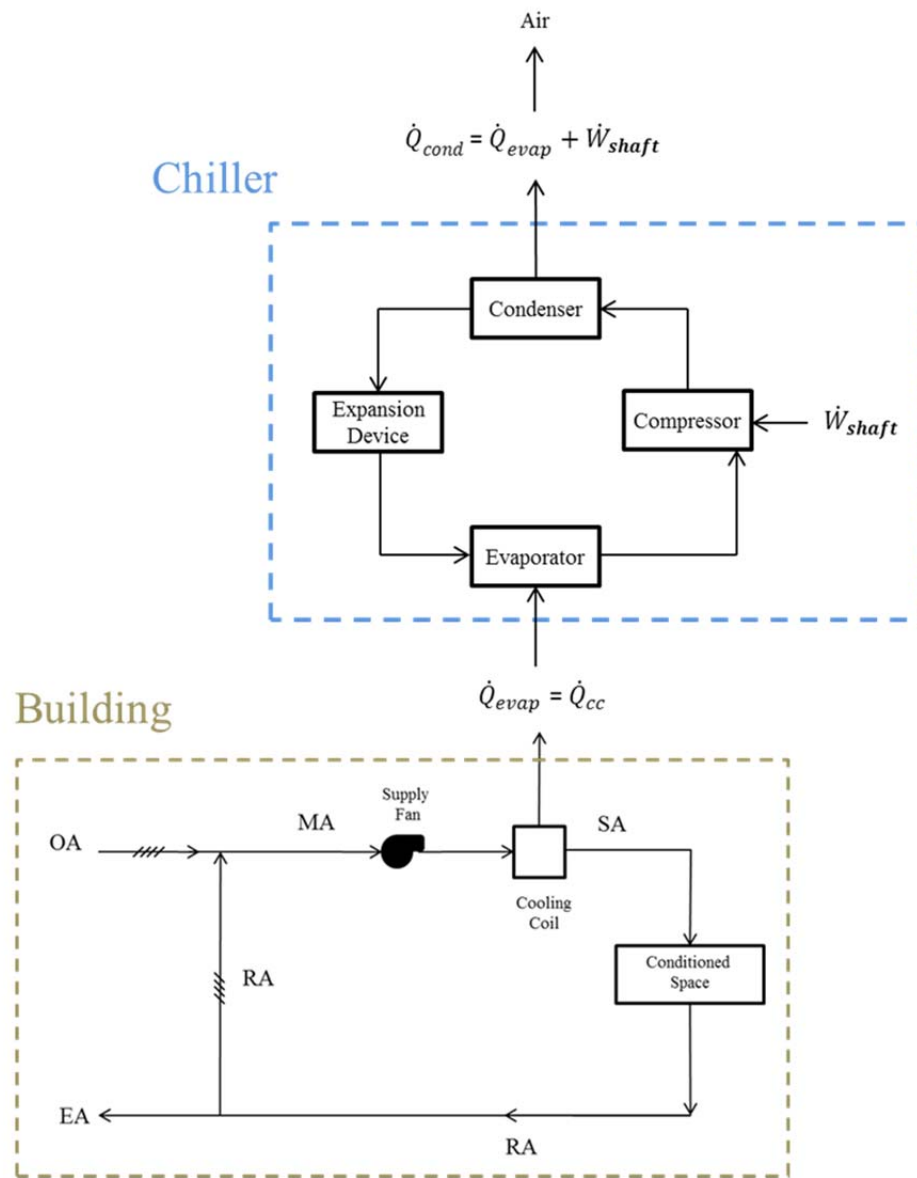 Air
Q̇cond = Q̇evap + Ẇshaft
Chiller
Condenser
Expansion
Device
Compressor
Ẇshaft
Evaporator
Q̇evap = Q̇cc
Building
Supply
Fan
OA
MA
SA
Cooling
Coil
Conditioned
Space
RA
EA
RA